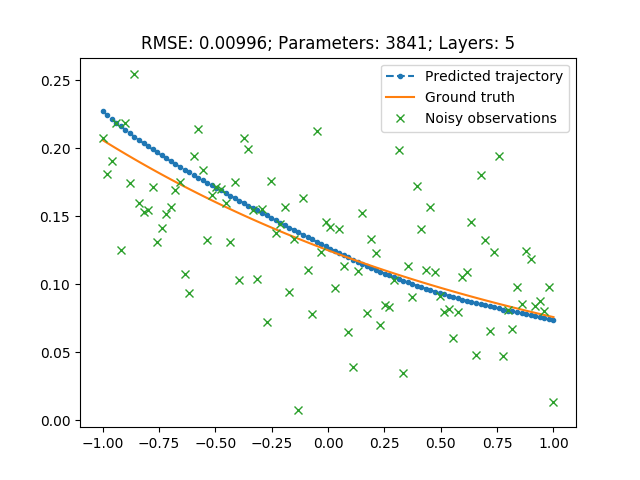 RMSE: 0.00996; Parameters: 3841; Layers: 5
Predicted trajectory
Ground truth
Noisy observations
0.25
0.20
0.15
0.10
0.05
0.00
−1.00 −0.75 −0.50 −0.25 0.00 0.25 0.50 0.75 1.00